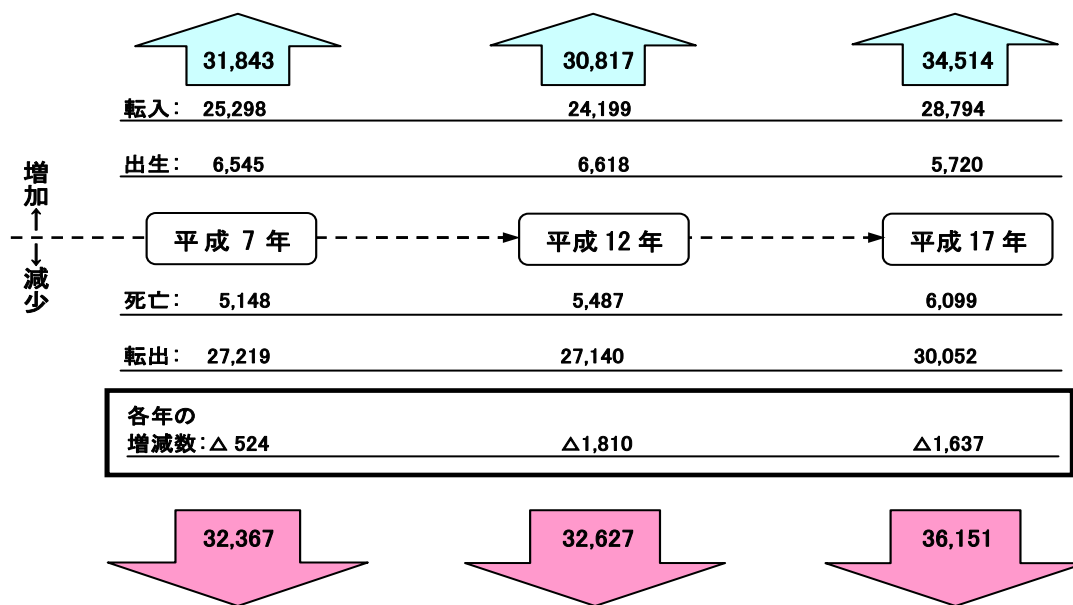 31,843 30,817 34,514
転入: 25,298 24,199 28,794
出生: 6,545 6,618 5,720
増加←→減少
平成 7 年 平成 12 年 平成 17 年
死亡: 5,148 5,487 6,099
転出: 27,219 27,140 30,052
各年の
増減数:△ 524 △1,810 △1,637
32,367 32,627 36,151